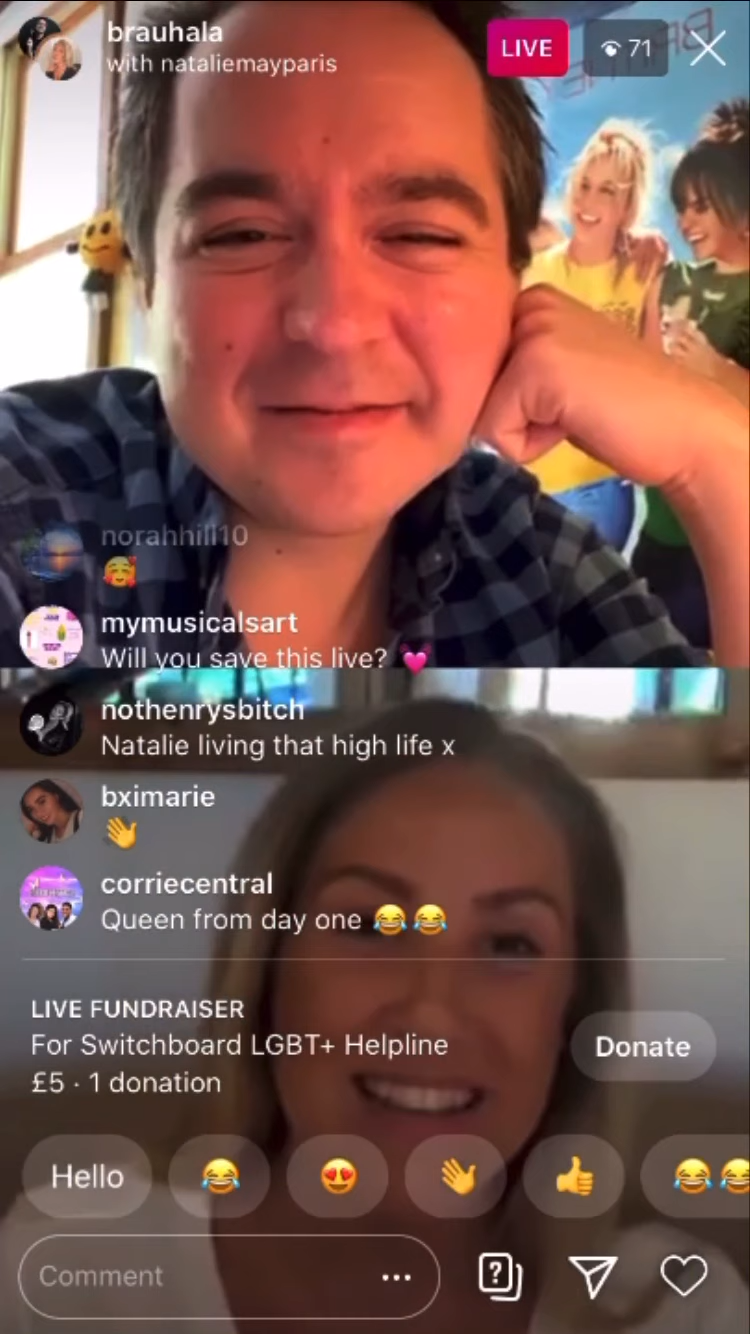 brauhala
with nataliemayparis
LIVE
71
norahhill10
🥰
mymusicalsart
Will you save this live? 💓
nothenrysbitch
Natalie living that high life x
bximarie
👋
corriecentral
Queen from day one 😂😂
LIVE FUNDRAISER
For Switchboard LGBT+ Helpline
£5 · 1 donation
Donate
Hello 😂 😍 👋 👍 😂😂
Comment